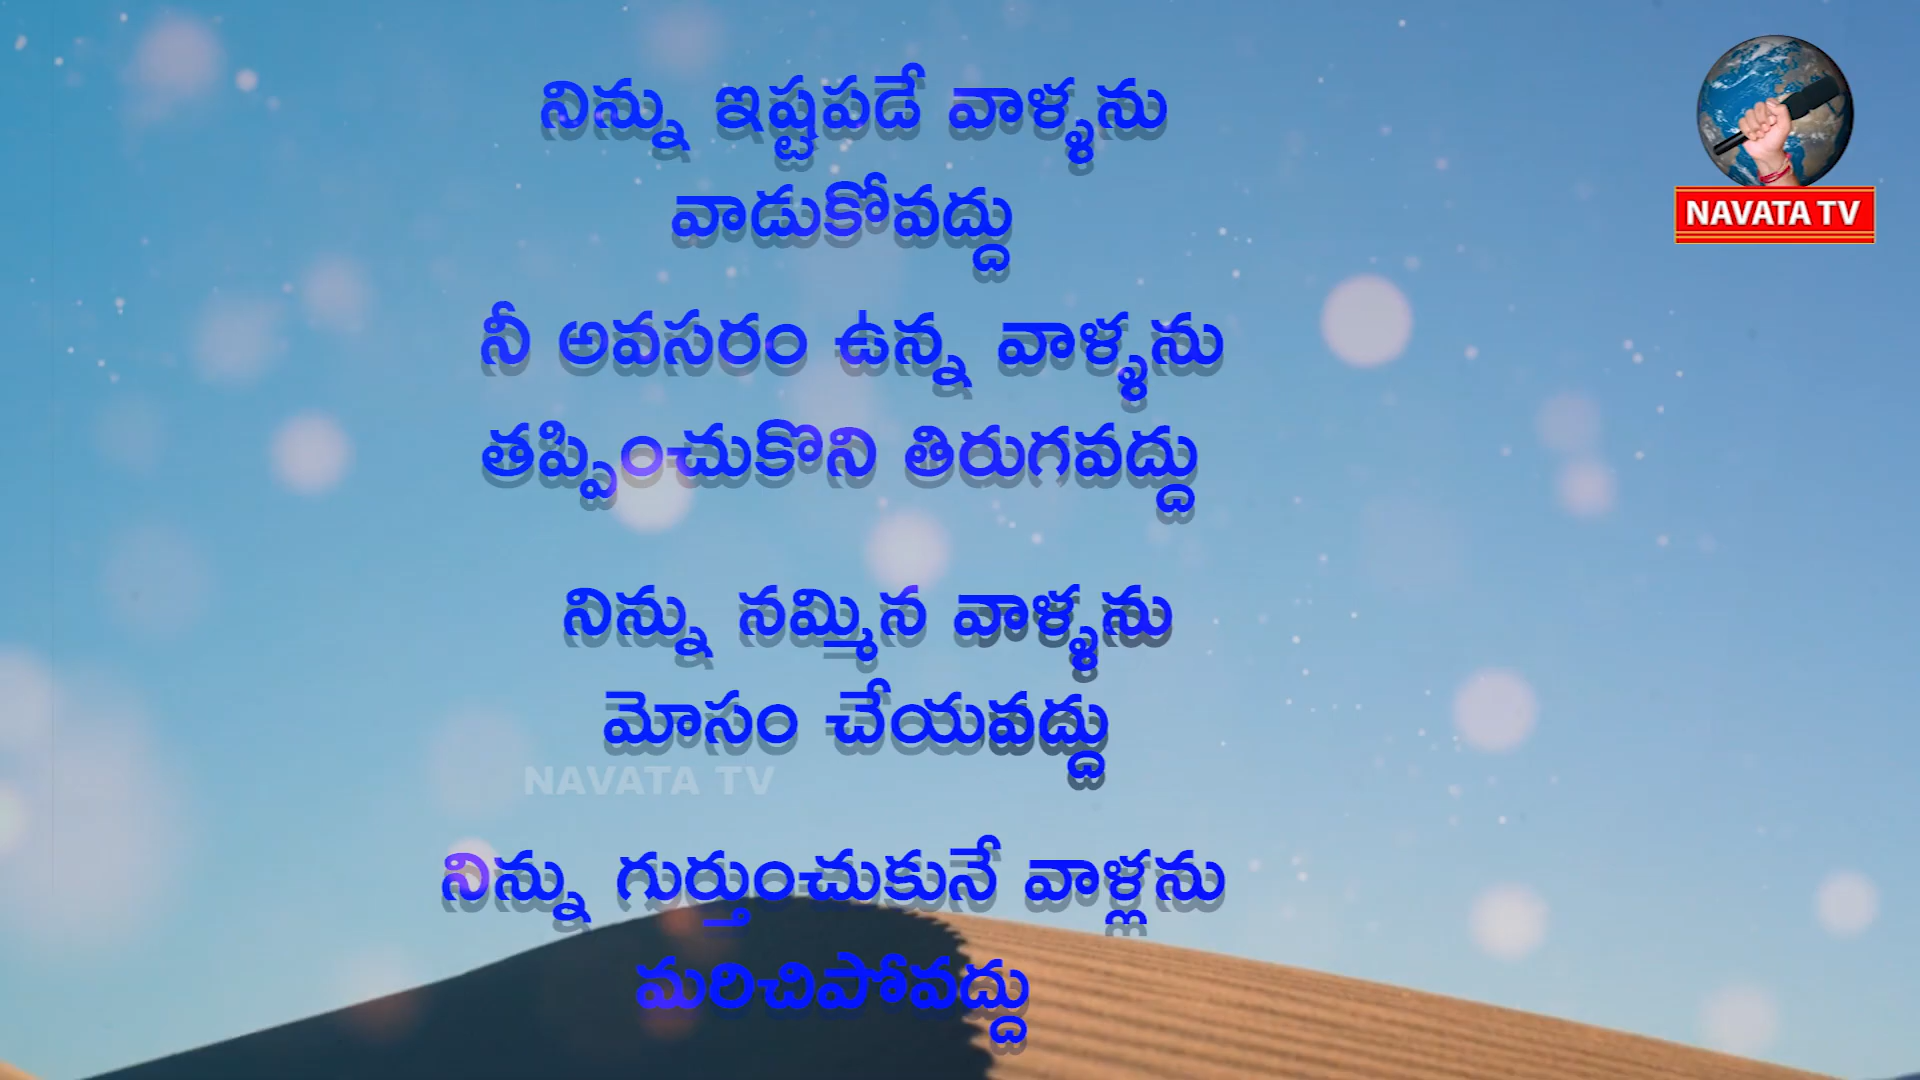 నిన్ను ఇష్టపడే వాళ్ళను
వాడుకోవద్దు
నీ అవసరం ఉన్న వాళ్ళను
తప్పించుకొని తిరుగవద్దు
నిన్ను నమ్మిన వాళ్ళను
మోసం చేయవద్దు
నిన్ను గుర్తుంచుకునే వాళ్లను
మరిచిపోవద్దు
NAVATA TV
NAVATA TV